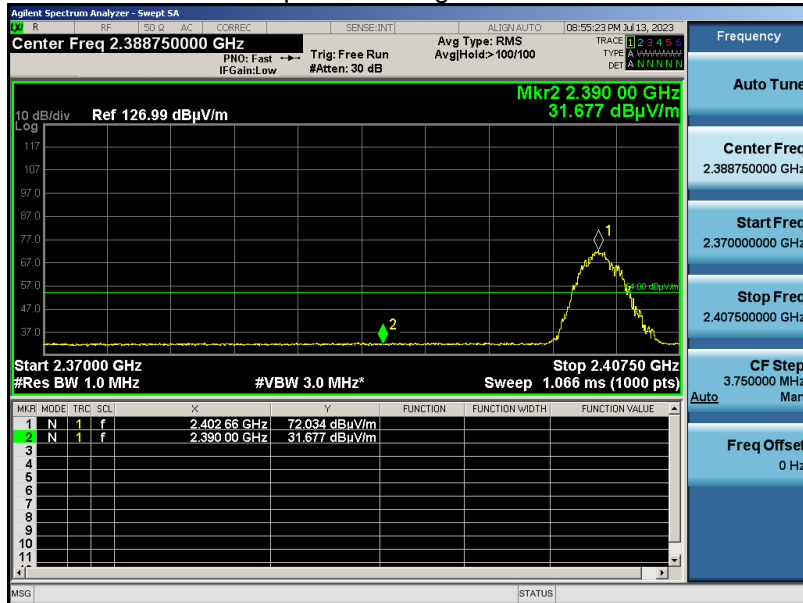 Agilent Spectrum Analyzer - Swept SA
LXI R RF 50 Ω AC CORREC SENSE:INT ALIGN AUTO 08:55:23 PM Jul 13, 2023
Center Freq 2.388750000 GHz
PNO: Fast
IFGain:Low
Trig: Free Run
#Atten: 30 dB
Avg Type: RMS
Avg|Hold:>100/100
TRACE 1 2 3 4 5 6
TYPE A WWWWW
DET A N N N N N
Mkr2 2.390 00 GHz
31.677 dBµV/m
10 dB/div Ref 126.99 dBµV/m
Log
117
107
97.0
87.0
77.0
67.0
57.0
47.0
37.0
1
54.00 dBµV/m
2
Start 2.37000 GHz Stop 2.40750 GHz
#Res BW 1.0 MHz #VBW 3.0 MHz* Sweep 1.066 ms (1000 pts)
MKR MODE TRC SCL X Y FUNCTION FUNCTION WIDTH FUNCTION VALUE
1 N 1 f 2.402 66 GHz 72.034 dBµV/m
2 N 1 f 2.390 00 GHz 31.677 dBµV/m
3
4
5
6
7
8
9
10
11
MSG STATUS
Frequency
Auto Tune
Center Freq
2.388750000 GHz
Start Freq
2.370000000 GHz
Stop Freq
2.407500000 GHz
CF Step
3.750000 MHz
Auto Man
Freq Offset
0 Hz